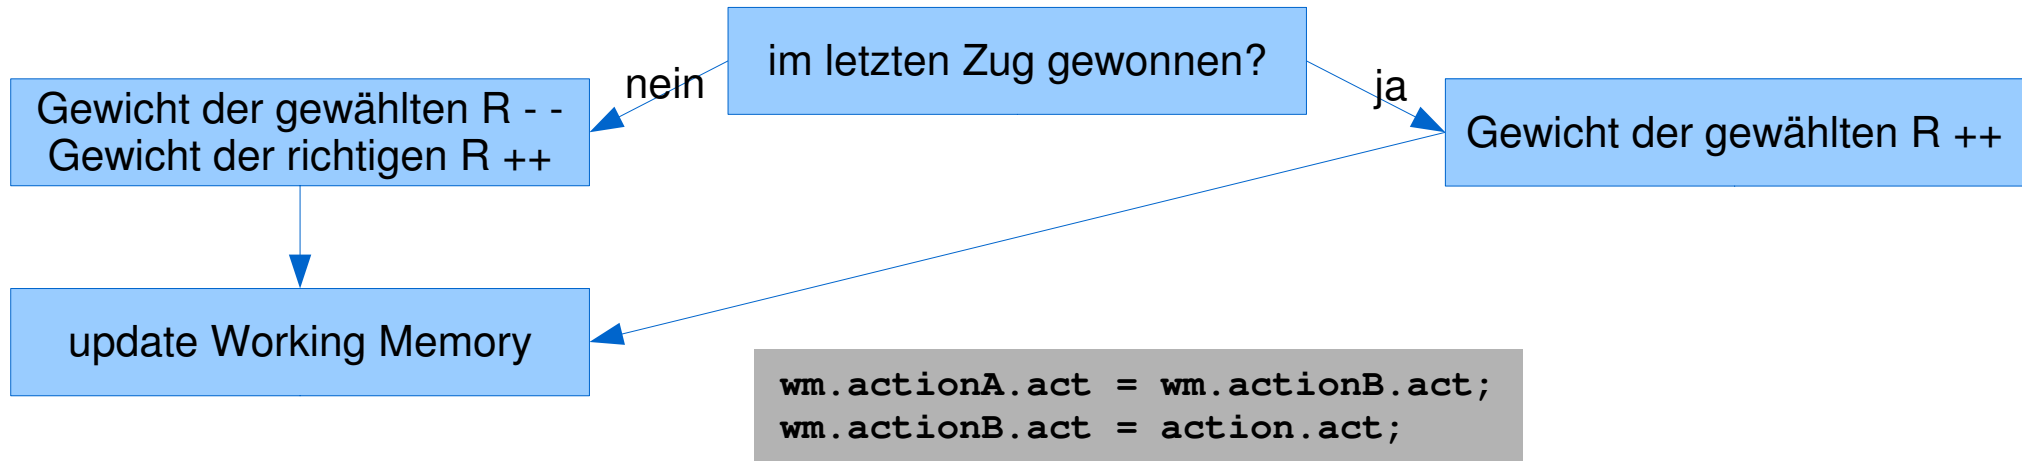 im letzten Zug gewonnen?
nein
ja
Gewicht der gewählten R - -
Gewicht der richtigen R ++
Gewicht der gewählten R ++
update Working Memory
wm.actionA.act = wm.actionB.act;
wm.actionB.act = action.act;